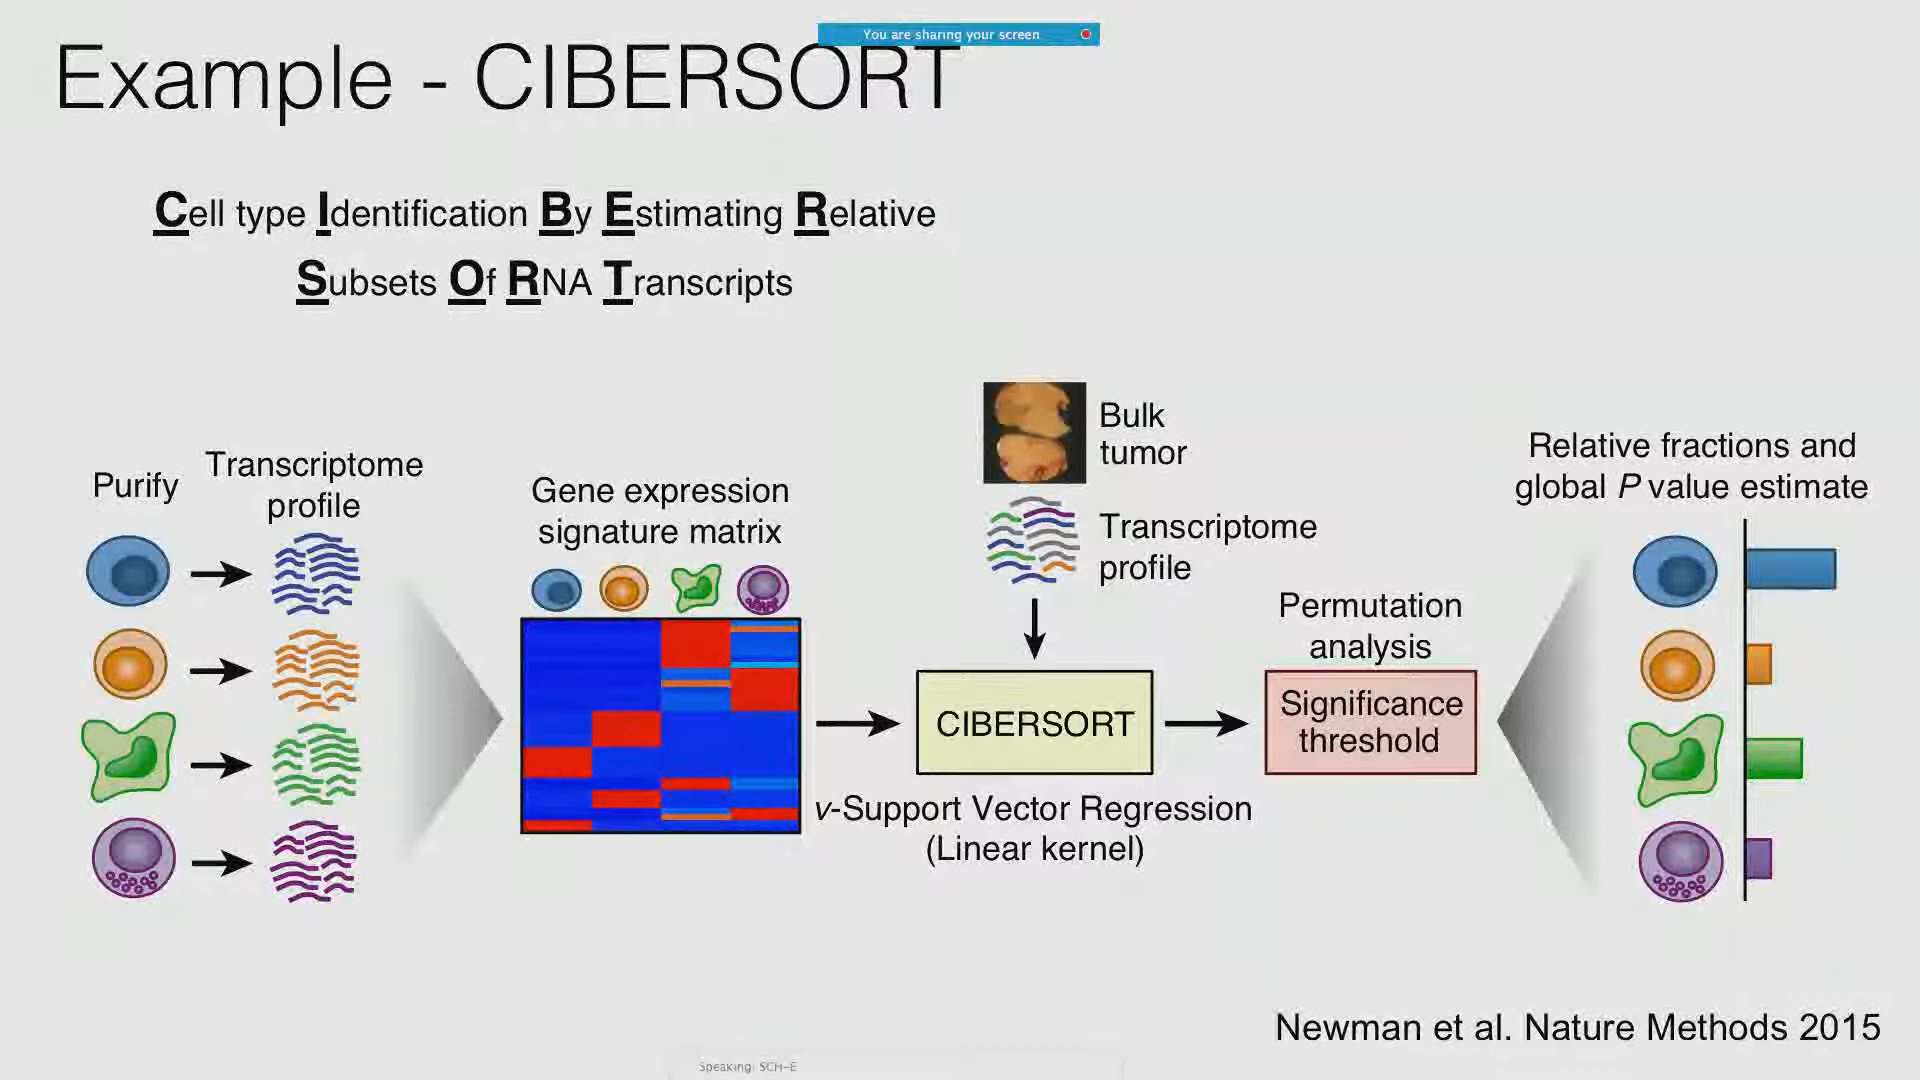 You are sharing your screen
Example - CIBERSORT
Cell type Identification By Estimating Relative
Subsets Of RNA Transcripts
Purify
Transcriptome
profile
Gene expression
signature matrix
Bulk
tumor
Transcriptome
profile
CIBERSORT
v-Support Vector Regression
(Linear kernel)
Permutation
analysis
Significance
threshold
Relative fractions and
global P value estimate
Newman et al. Nature Methods 2015
Speaking: SCH-E